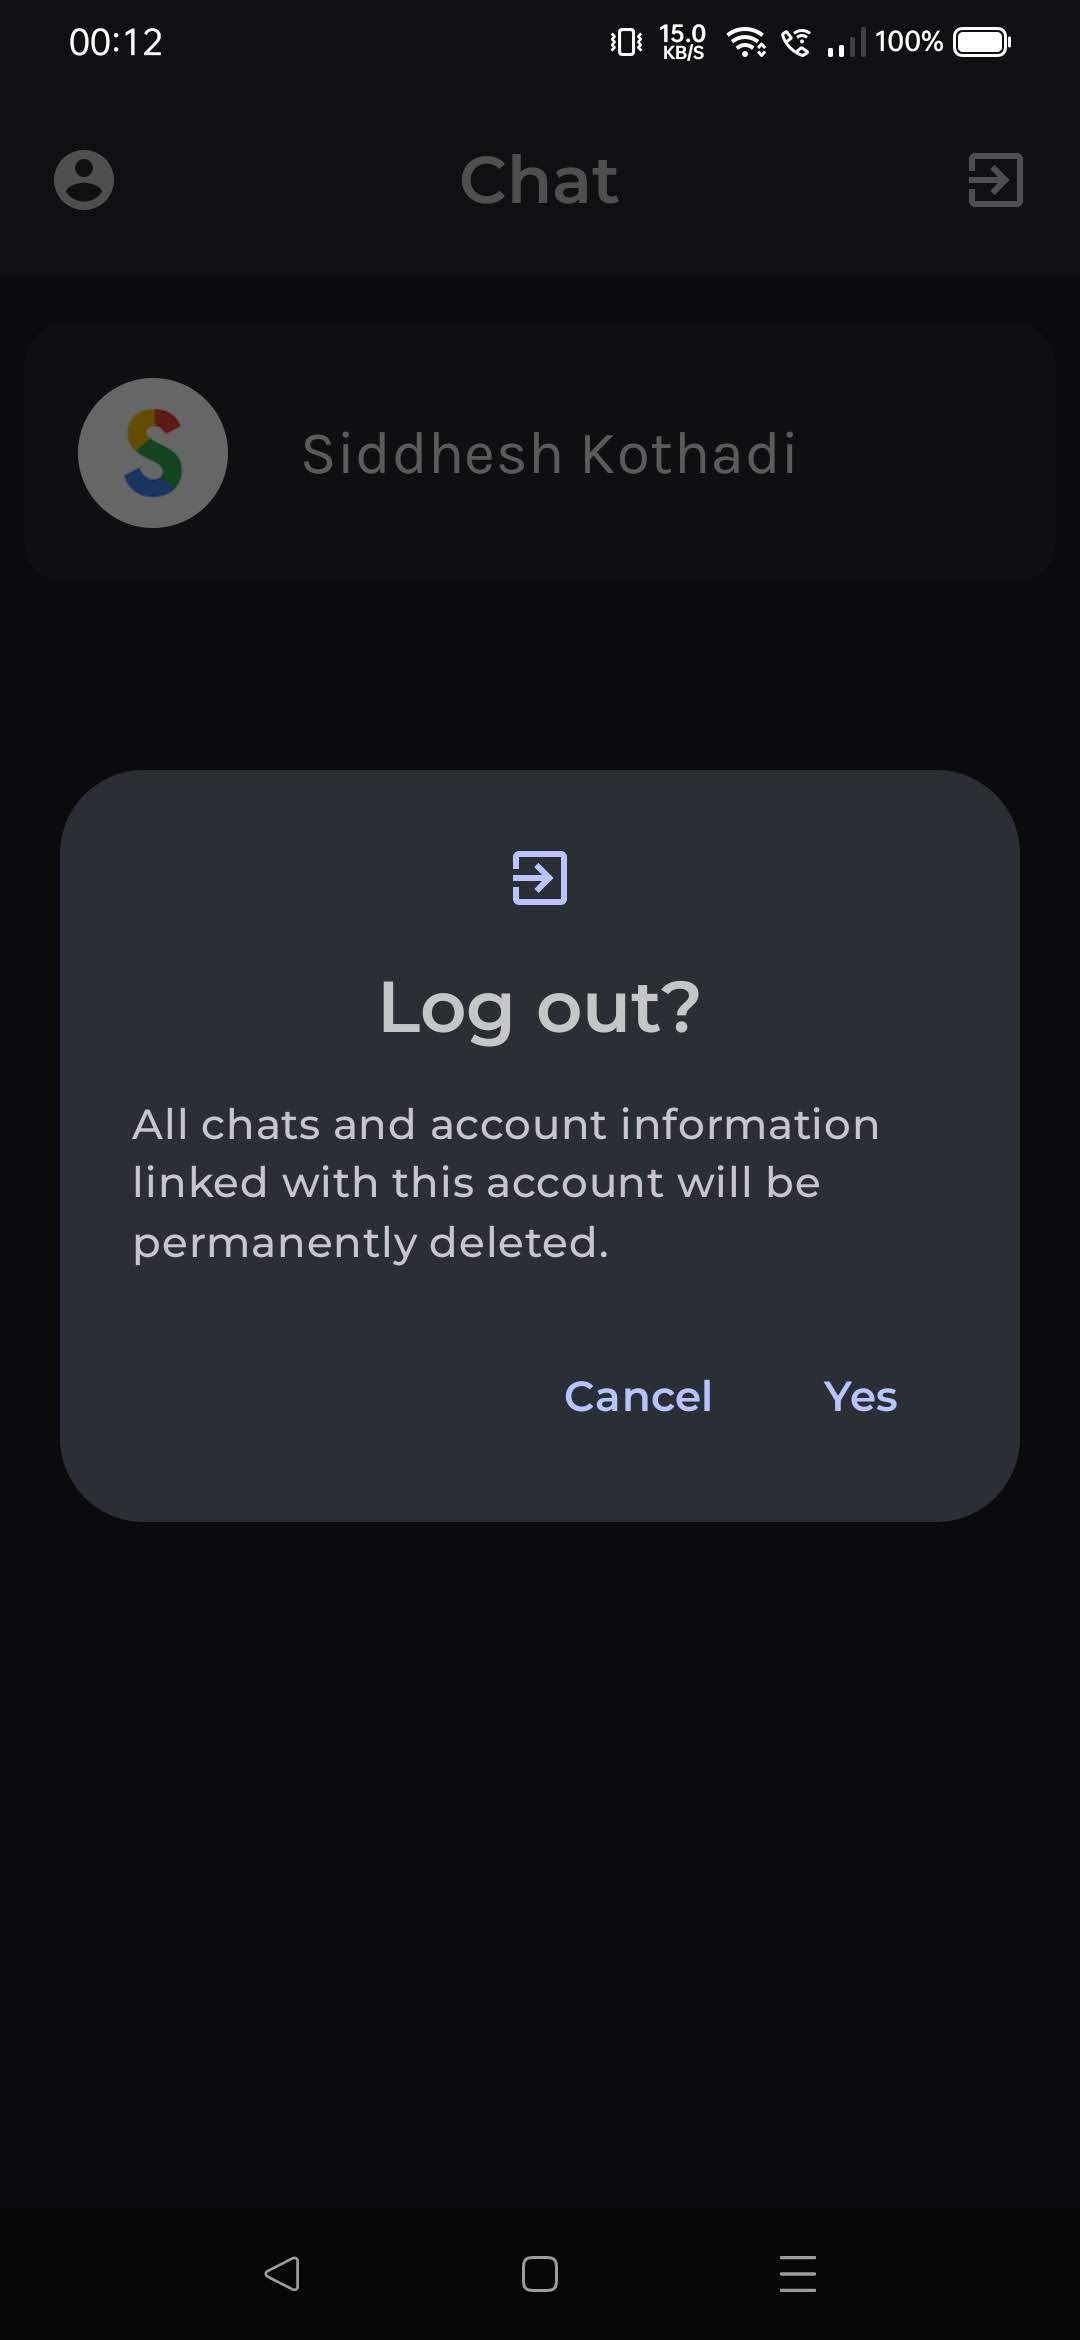 00:12 15.0 KB/S 100%
Chat
S Siddhesh Kothadi
Log out?
All chats and account information
linked with this account will be
permanently deleted.
Cancel Yes